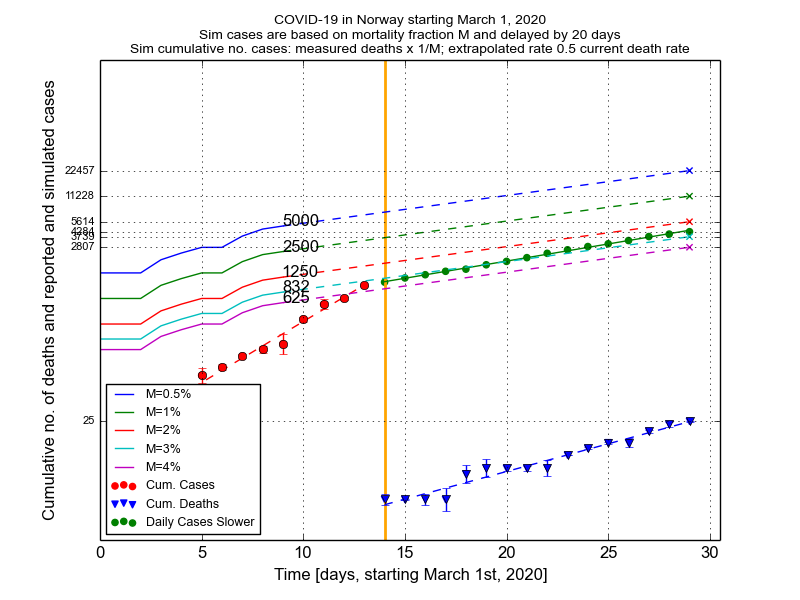 COVID-19 in Norway starting March 1, 2020
Sim cases are based on mortality fraction M and delayed by 20 days
Sim cumulative no. cases: measured deaths x 1/M; extrapolated rate 0.5 current death rate
Cumulative no. of deaths and reported and simulated cases
22457
11228
5614
4284
3739
2807
25
5000
2500
1250
832
625
M=0.5%
M=1%
M=2%
M=3%
M=4%
Cum. Cases
Cum. Deaths
Daily Cases Slower
0 5 10 15 20 25 30
Time [days, starting March 1st, 2020]